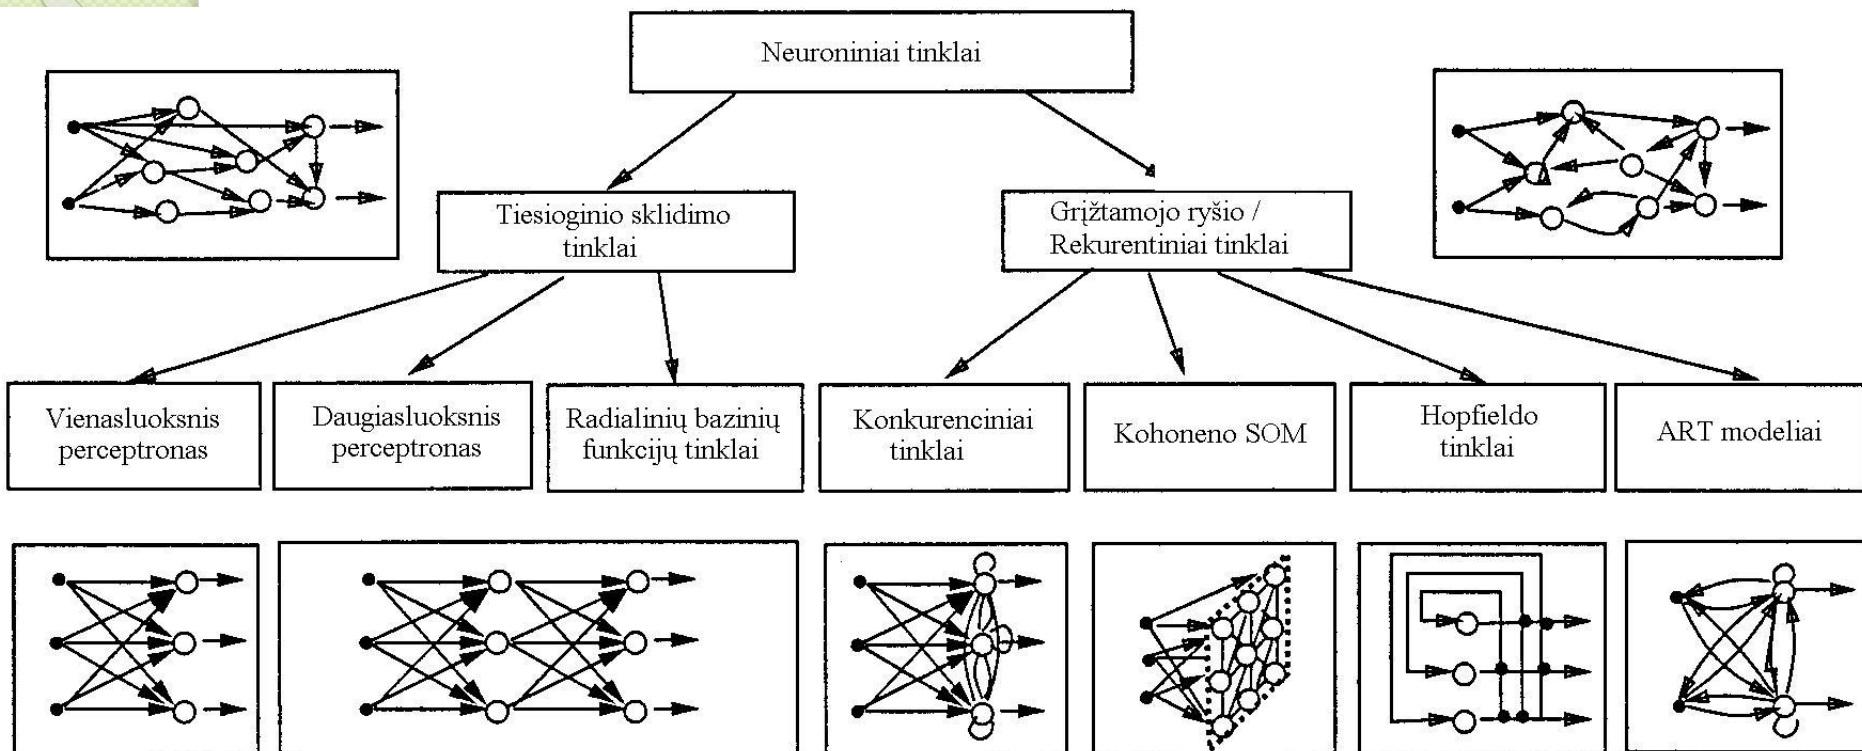 Neuroniniai tinklai
Tiesioginio sklidimo
tinklai
Grįžtamojo ryšio /
Rekurentiniai tinklai
Vienasluoksnis
perceptronas
Daugiasluoksnis
perceptronas
Radialinių bazinių
funkcijų tinklai
Konkurenciniai
tinklai
Kohoneno SOM
Hopfieldo
tinklai
ART modeliai